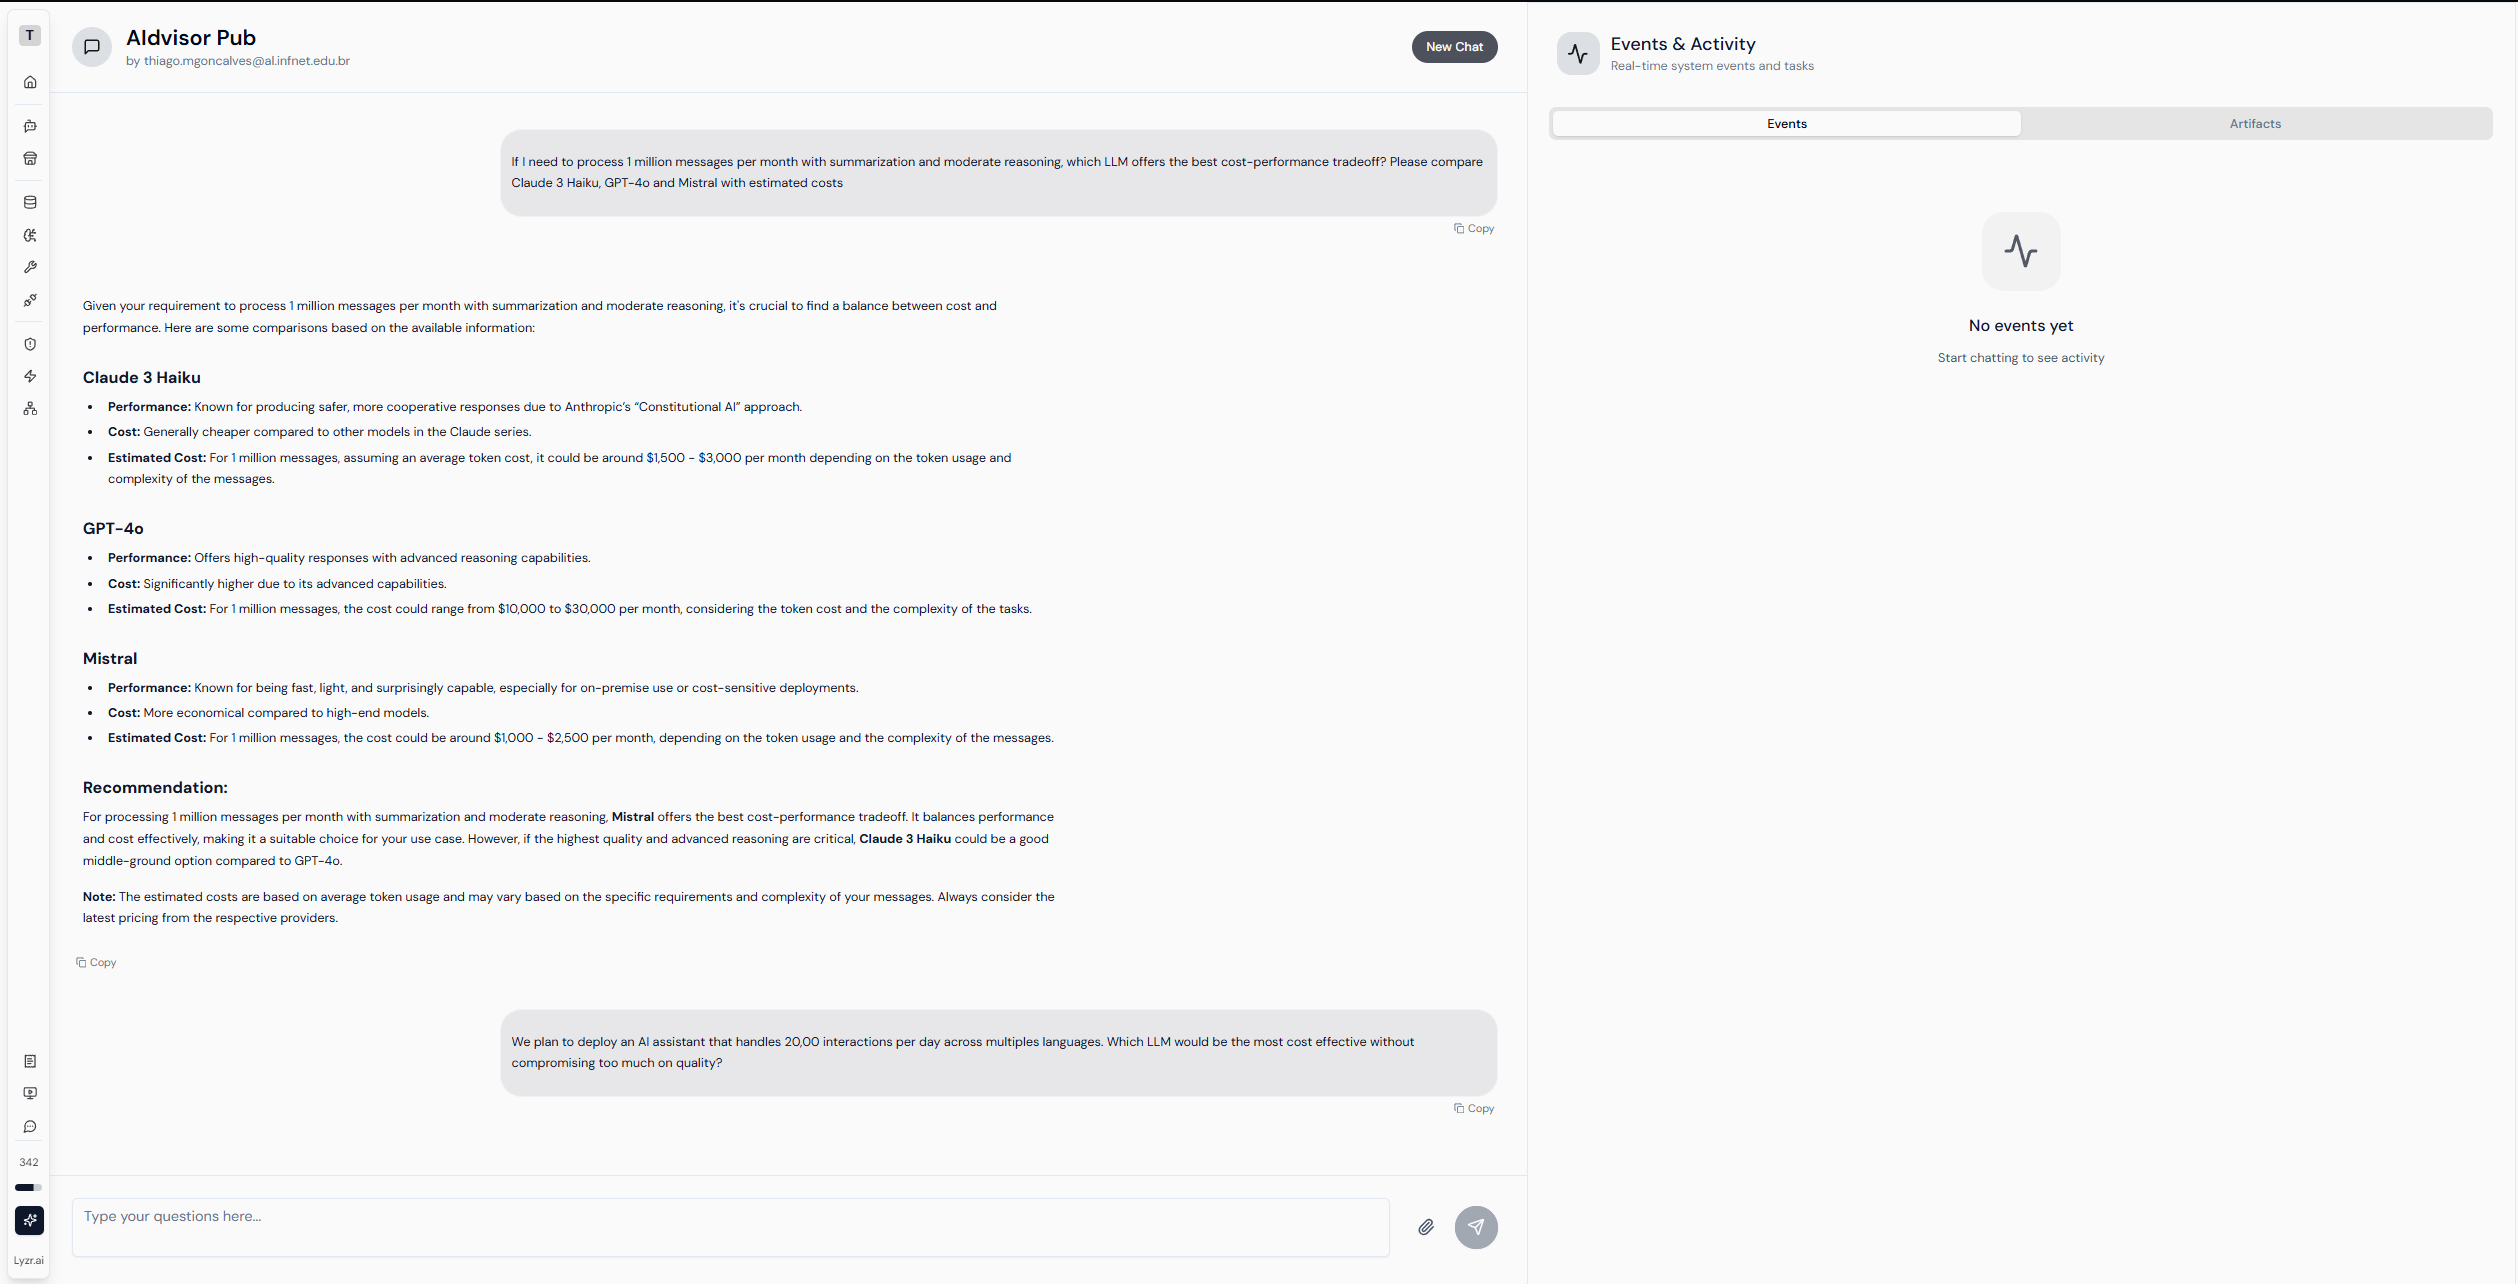 T
AIdvisor Pub
by thiago.mgoncalves@al.infnet.edu.br
New Chat
If I need to process 1 million messages per month with summarization and moderate reasoning, which LLM offers the best cost-performance tradeoff? Please compare
Claude 3 Haiku, GPT-4o and Mistral with estimated costs
Copy
Given your requirement to process 1 million messages per month with summarization and moderate reasoning, it's crucial to find a balance between cost and
performance. Here are some comparisons based on the available information:
Claude 3 Haiku
• Performance: Known for producing safer, more cooperative responses due to Anthropic’s “Constitutional AI” approach.
• Cost: Generally cheaper compared to other models in the Claude series.
• Estimated Cost: For 1 million messages, assuming an average token cost, it could be around $1,500 - $3,000 per month depending on the token usage and
complexity of the messages.
GPT-4o
• Performance: Offers high-quality responses with advanced reasoning capabilities.
• Cost: Significantly higher due to its advanced capabilities.
• Estimated Cost: For 1 million messages, the cost could range from $10,000 to $30,000 per month, considering the token cost and the complexity of the tasks.
Mistral
• Performance: Known for being fast, light, and surprisingly capable, especially for on-premise use or cost-sensitive deployments.
• Cost: More economical compared to high-end models.
• Estimated Cost: For 1 million messages, the cost could be around $1,000 - $2,500 per month, depending on the token usage and the complexity of the messages.
Recommendation:
For processing 1 million messages per month with summarization and moderate reasoning, Mistral offers the best cost-performance tradeoff. It balances performance
and cost effectively, making it a suitable choice for your use case. However, if the highest quality and advanced reasoning are critical, Claude 3 Haiku could be a good
middle-ground option compared to GPT-4o.
Note: The estimated costs are based on average token usage and may vary based on the specific requirements and complexity of your messages. Always consider the
latest pricing from the respective providers.
Copy
We plan to deploy an AI assistant that handles 20,00 interactions per day across multiples languages. Which LLM would be the most cost effective without
compromising too much on quality?
Copy
Type your questions here...
342
Lyzr.ai
Events & Activity
Real-time system events and tasks
Events
Artifacts
No events yet
Start chatting to see activity